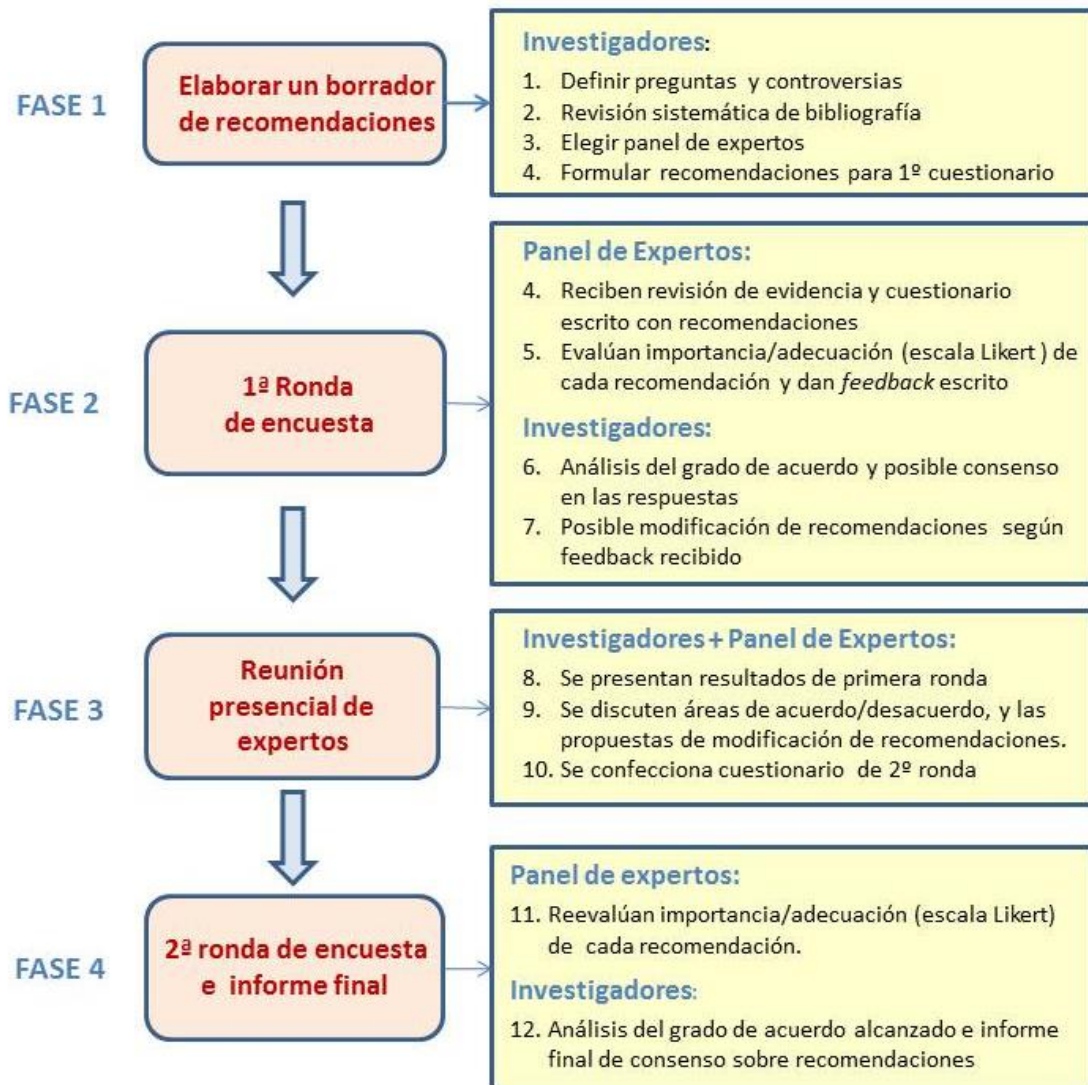 FASE 1
Elaborar un borrador
de recomendaciones
Investigadores:
1. Definir preguntas y controversias
2. Revisión sistemática de bibliografía
3. Elegir panel de expertos
4. Formular recomendaciones para 1º cuestionario
FASE 2
1ª Ronda
de encuesta
Panel de Expertos:
4. Reciben revisión de evidencia y cuestionario
escrito con recomendaciones
5. Evalúan importancia/adecuación (escala Likert ) de
cada recomendación y dan feedback escrito
Investigadores:
6. Análisis del grado de acuerdo y posible consenso
en las respuestas
7. Posible modificación de recomendaciones según
feedback recibido
FASE 3
Reunión
presencial de
expertos
Investigadores + Panel de Expertos:
8. Se presentan resultados de primera ronda
9. Se discuten áreas de acuerdo/desacuerdo, y las
propuestas de modificación de recomendaciones.
10. Se confecciona cuestionario de 2º ronda
FASE 4
2ª ronda de encuesta
e informe final
Panel de expertos:
11. Reevalúan importancia/adecuación (escala Likert)
de cada recomendación.
Investigadores:
12. Análisis del grado de acuerdo alcanzado e informe
final de consenso sobre recomendaciones